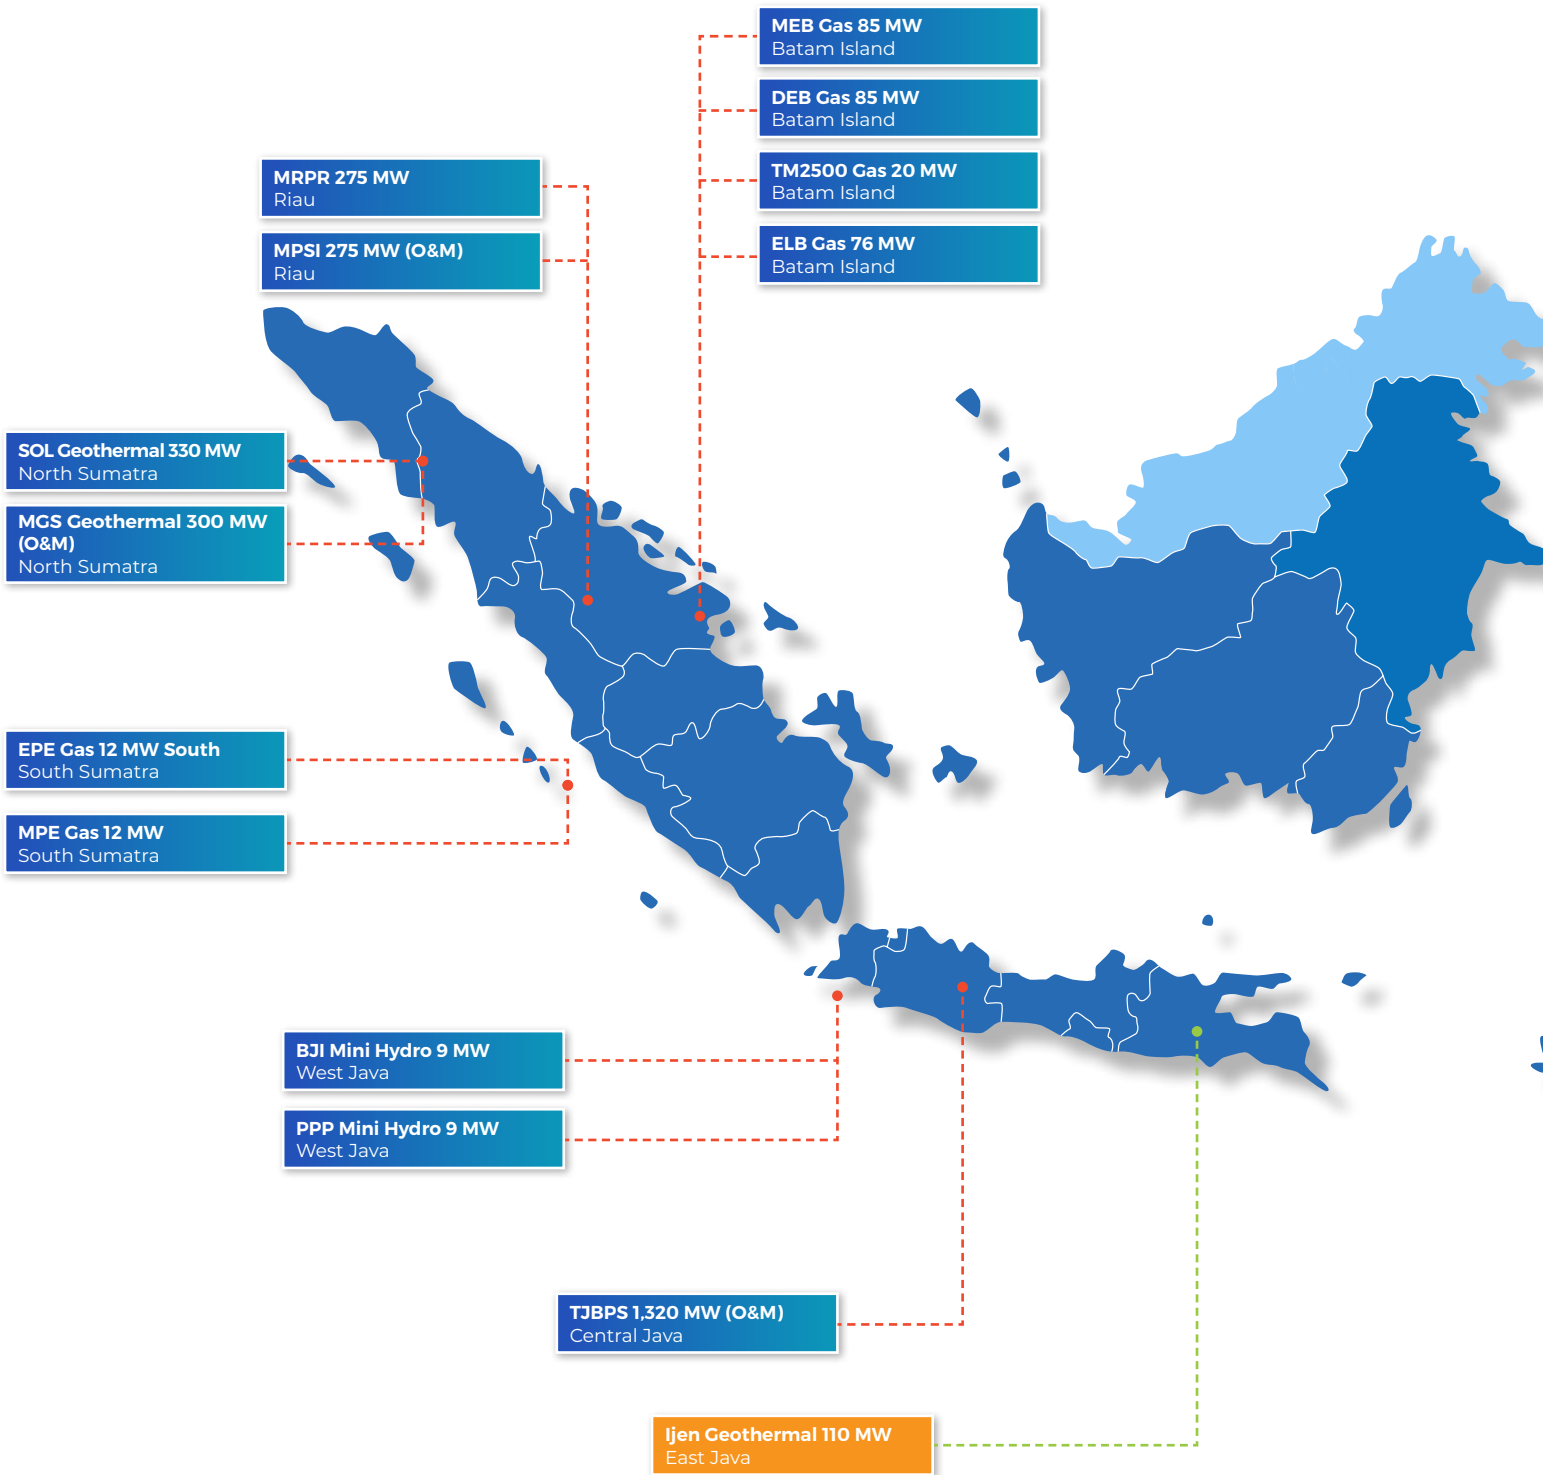 MEB Gas 85 MW
Batam Island
DEB Gas 85 MW
Batam Island
TM2500 Gas 20 MW
Batam Island
ELB Gas 76 MW
Batam Island
MRPR 275 MW
Riau
MPSI 275 MW (O&M)
Riau
SOL Geothermal 330 MW
North Sumatra
MGS Geothermal 300 MW
(O&M)
North Sumatra
EPE Gas 12 MW South
South Sumatra
MPE Gas 12 MW
South Sumatra
BJI Mini Hydro 9 MW
West Java
PPP Mini Hydro 9 MW
West Java
TJBPS 1,320 MW (O&M)
Central Java
Ijen Geothermal 110 MW
East Java